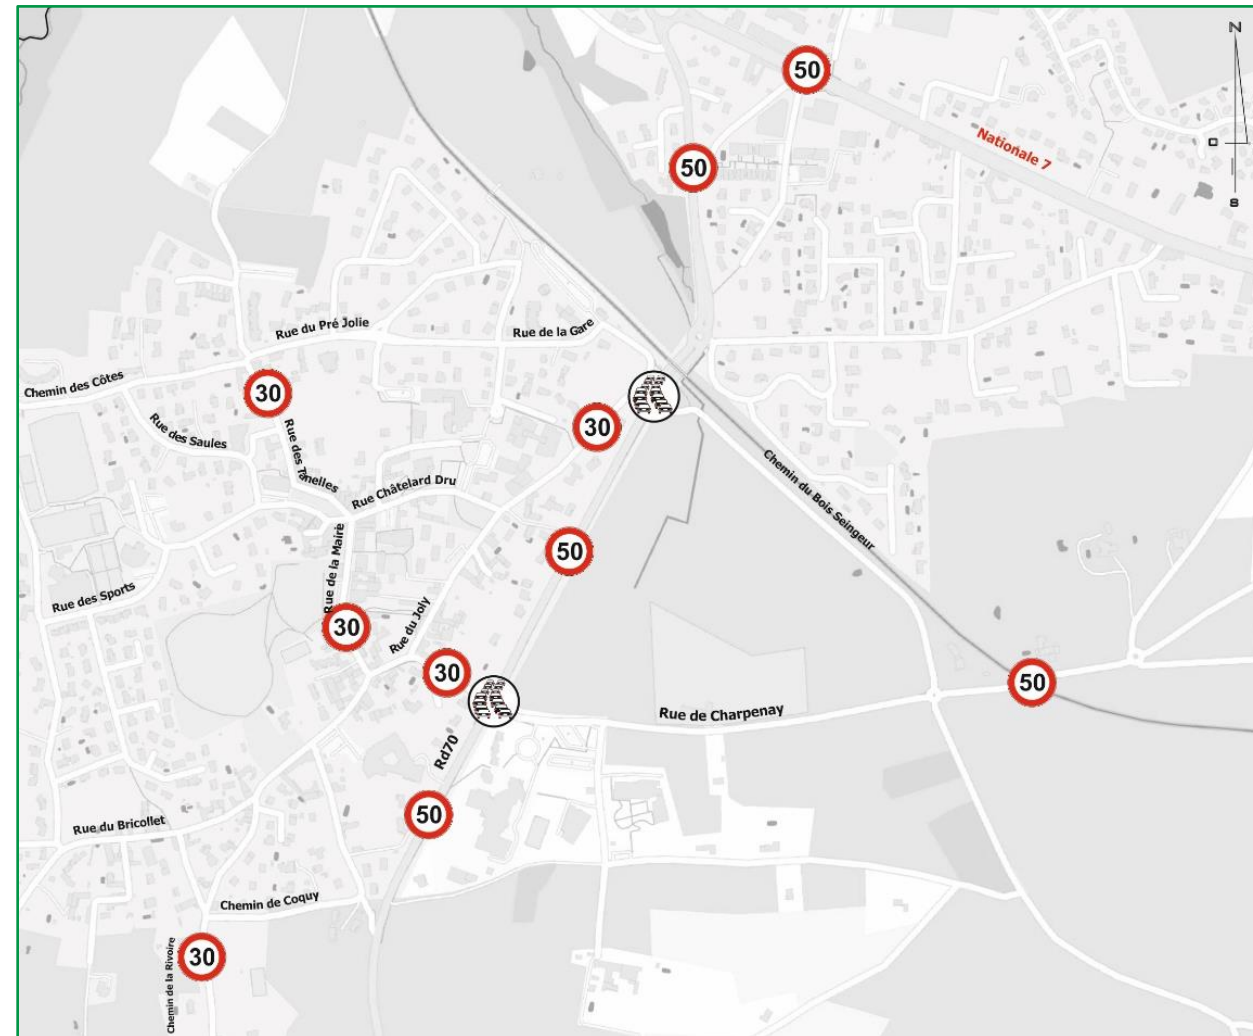 N
50
Nationale 7
50
O
S
Rue du Pré Jolie
Rue de la Gare
Chemin des Côtes
30
30
Rue des Saules
Rue des Tanelles
Rue Châtelard Dru
Chemin du Bois Seingeur
50
Rue de la Maire
Rue des Sports
Rue du Joly
30
30
50
Rue de Charpenay
Rd70
50
Rue du Bricollet
Chemin de Coquy
30
Chemin de la Rivoire